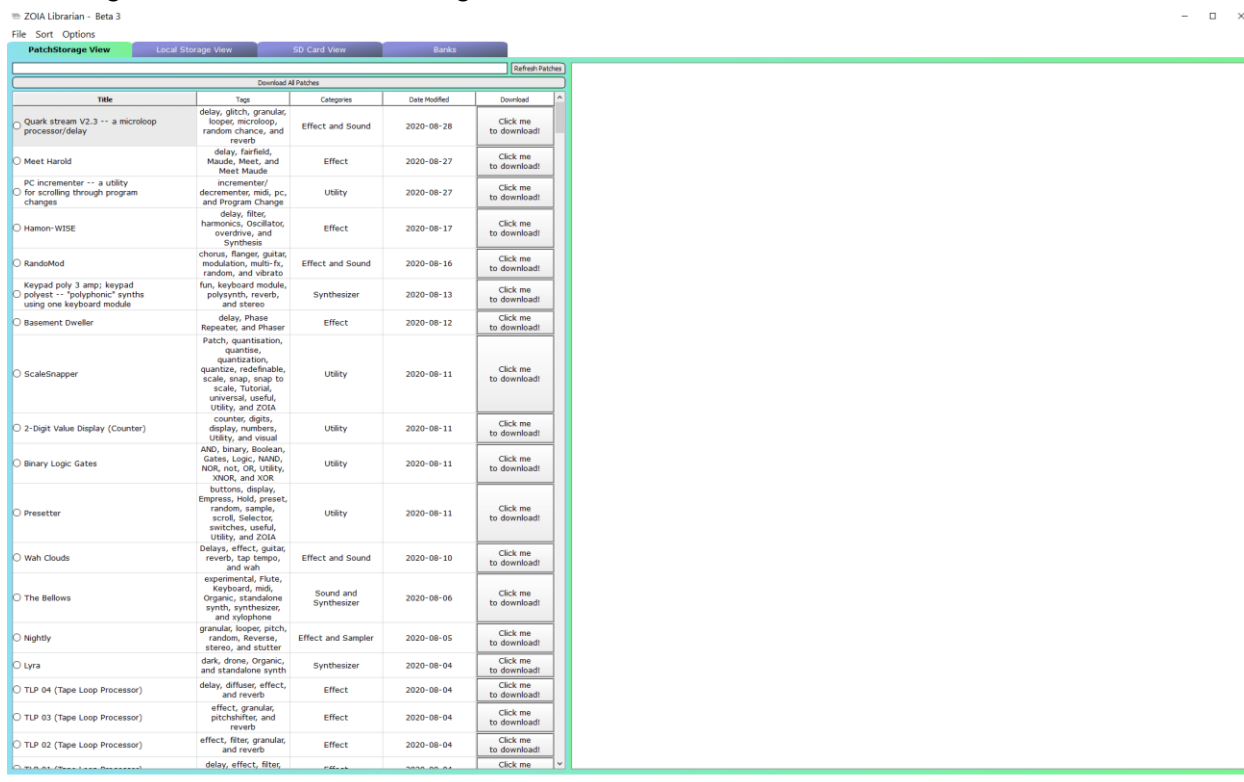 ZOIA Librarian - Beta 3
File Sort Options
PatchStorage View Local Storage View SD Card View Banks
Refresh Patches
Download All Patches
Title Tags Categories Date Modified Download
Quark stream V2.3 -- a microloop
processor/delay
delay, glitch, granular,
looper, microloop,
random chance, and
reverb
Effect and Sound
2020-08-28
Click me
to download!
Meet Harold
delay, fairfield,
Maude, Meet, and
Meet Maude
Effect
2020-08-27
Click me
to download!
PC incrementer -- a utility
for scrolling through program
changes
incrementer/
decrementer, midi, pc,
and Program Change
Utility
2020-08-27
Click me
to download!
Hamon-WISE
delay, filter,
harmonics, Oscillator,
overdrive, and
Synthesis
Effect
2020-08-17
Click me
to download!
RandoMod
chorus, flanger, guitar,
modulation, multi-fx,
random, and vibrato
Effect and Sound
2020-08-16
Click me
to download!
Keypad poly 3 amp; keypad
polyest -- "polyphonic" synths
using one keyboard module
fun, keyboard module,
polysynth, reverb,
and stereo
Synthesizer
2020-08-13
Click me
to download!
Basement Dweller
delay, Phase
Repeater, and Phaser
Effect
2020-08-12
Click me
to download!
ScaleSnapper
Patch, quantisation,
quantise,
quantization,
quantize, redefinable,
scale, snap, snap to
scale, Tutorial,
universal, useful,
Utility, and ZOIA
Utility
2020-08-11
Click me
to download!
2-Digit Value Display (Counter)
counter, digits,
display, numbers,
Utility, and visual
Utility
2020-08-11
Click me
to download!
Binary Logic Gates
AND, binary, Boolean,
Gates, Logic, NAND,
NOR, not, OR, Utility,
XNOR, and XOR
Utility
2020-08-11
Click me
to download!
Presetter
buttons, display,
Empress, Hold, preset,
random, sample,
scroll, Selector,
switches, useful,
Utility, and ZOIA
Utility
2020-08-11
Click me
to download!
Wah Clouds
Delays, effect, guitar,
reverb, tap tempo,
and wah
Effect and Sound
2020-08-10
Click me
to download!
The Bellows
experimental, Flute,
Keyboard, midi,
Organic, standalone
synth, synthesizer,
and xylophone
Sound and
Synthesizer
2020-08-06
Click me
to download!
Nightly
granular, looper, pitch,
random, Reverse,
stereo, and stutter
Effect and Sampler
2020-08-05
Click me
to download!
Lyra
dark, drone, Organic,
and standalone synth
Synthesizer
2020-08-04
Click me
to download!
TLP 04 (Tape Loop Processor)
delay, diffuser, effect,
and reverb
Effect
2020-08-04
Click me
to download!
TLP 03 (Tape Loop Processor)
effect, granular,
pitchshifter, and
reverb
Effect
2020-08-04
Click me
to download!
TLP 02 (Tape Loop Processor)
effect, filter, granular,
and reverb
Effect
2020-08-04
Click me
to download!
delay, effect, filter,
Click me